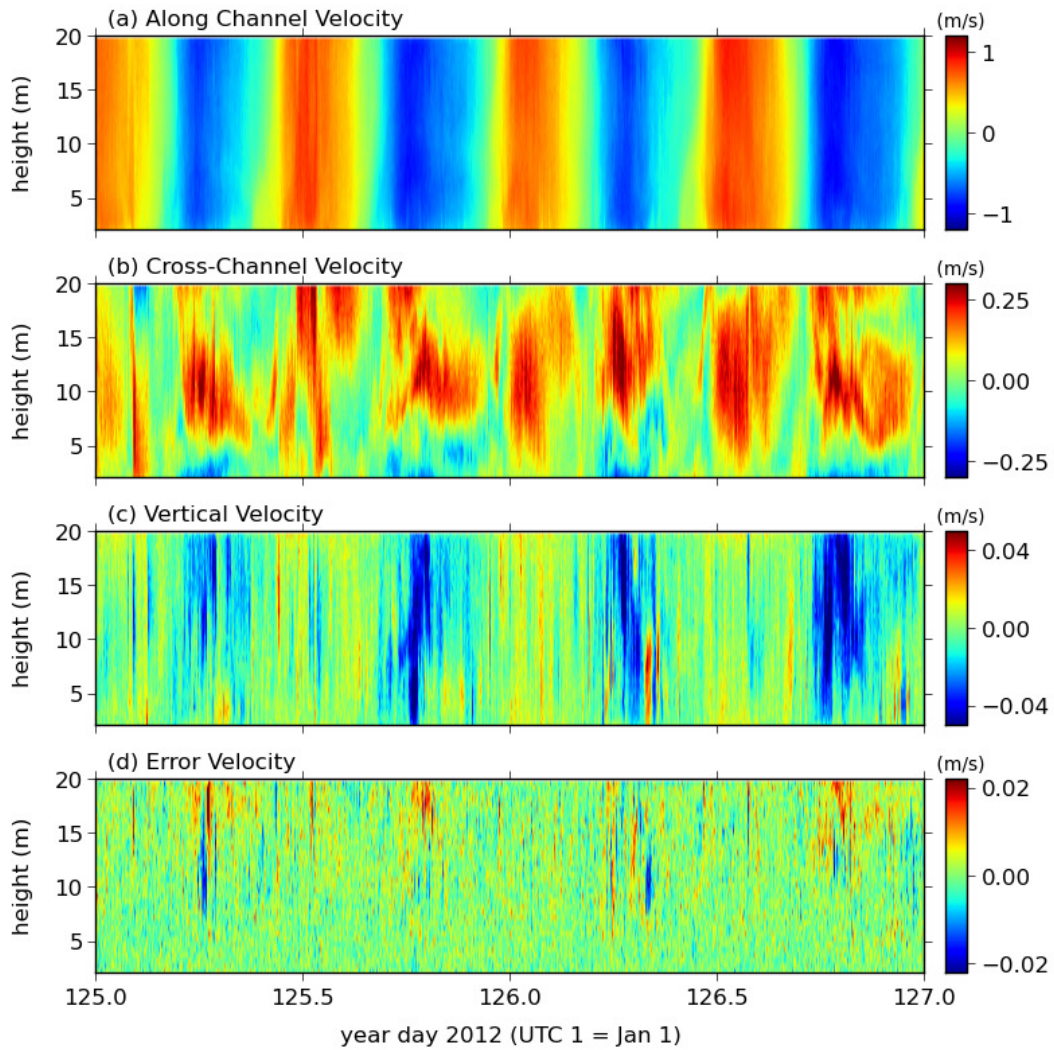 (a) Along Channel Velocity
(m/s)
20
15
10
5
height (m)
1
0
−1
(b) Cross-Channel Velocity
(m/s)
20
15
10
5
height (m)
0.25
0.00
−0.25
(c) Vertical Velocity
(m/s)
20
15
10
5
height (m)
0.04
0.00
−0.04
(d) Error Velocity
(m/s)
20
15
10
5
height (m)
0.02
0.00
−0.02
125.0 125.5 126.0 126.5 127.0
year day 2012 (UTC 1 = Jan 1)